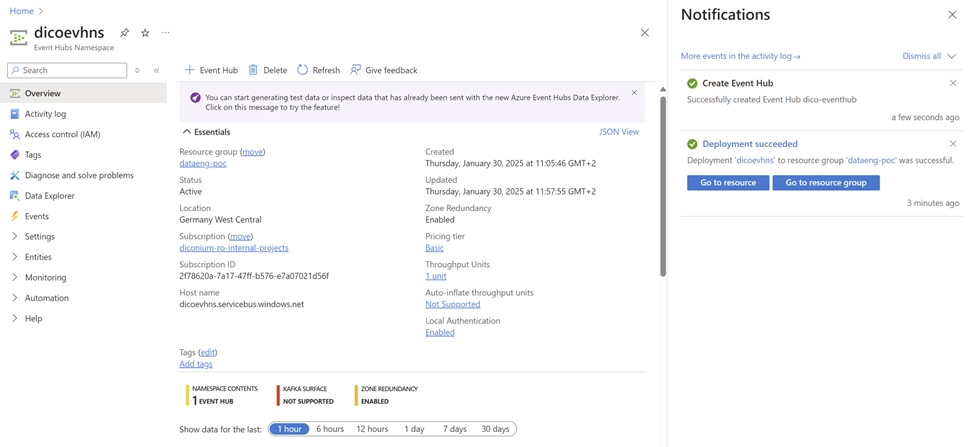 Home
dicoevhns
Event Hubs Namespace
Search
Overview
Activity log
Access control (IAM)
Tags
Diagnose and solve problems
Data Explorer
Events
Settings
Entities
Monitoring
Automation
Help
Event Hub Delete Refresh Give feedback
You can start generating test data or inspect data that has already been sent with the new Azure Event Hubs Data Explorer.
Click on this message to try the feature!
Essentials
JSON View
Resource group (move)
dataeng-poc
Status
Active
Location
Germany West Central
Subscription (move)
diconium-ro-internal-projects
Subscription ID
2f78620a-7a17-47ff-b576-e7a07021d56f
Host name
dicoevhns.servicebus.windows.net
Created
Thursday, January 30, 2025 at 11:05:46 GMT+2
Updated
Thursday, January 30, 2025 at 11:57:55 GMT+2
Zone Redundancy
Enabled
Pricing tier
Basic
Throughput Units
1 unit
Auto-inflate throughput units
Not Supported
Local Authentication
Enabled
Tags (edit)
Add tags
NAMESPACE CONTENTS
1 EVENT HUB
KAFKA SURFACE
NOT SUPPORTED
ZONE REDUNDANCY
ENABLED
Show data for the last: 1 hour 6 hours 12 hours 1 day 7 days 30 days
Notifications
More events in the activity log → Dismiss all
Create Event Hub
Successfully created Event Hub dico-eventhub
a few seconds ago
Deployment succeeded
Deployment 'dicoevhns' to resource group 'dataeng-poc' was successful.
Go to resource Go to resource group
3 minutes ago